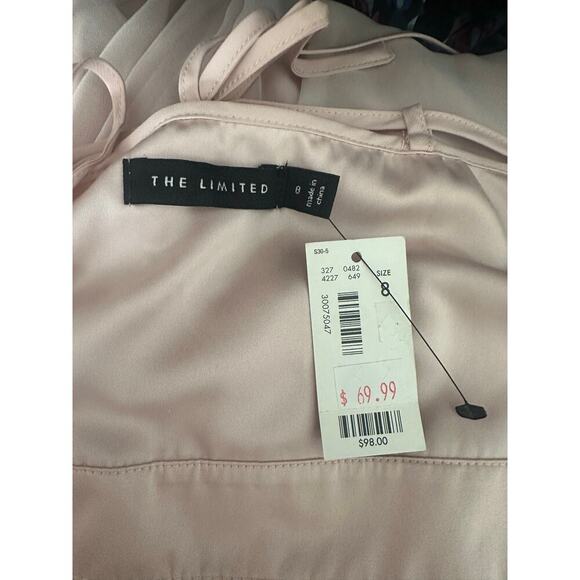 THE LIMITED
8
made in
china
S30-5
327 0482
4227 649
SIZE
8
30075047
$ 69.99
$98.00